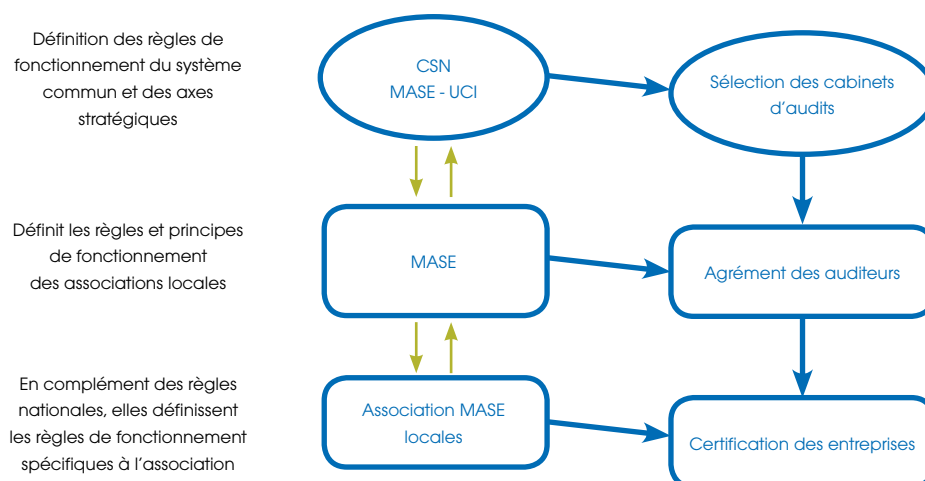 Définition des règles de
fonctionnement du système
commun et des axes
stratégiques
CSN
MASE - UCI
Sélection des cabinets
d'audits
Définit les règles et principes
de fonctionnement
des associations locales
MASE
Agrément des auditeurs
En complément des règles
nationales, elles définissent
les règles de fonctionnement
spécifiques à l'association
Association MASE
locales
Certification des entreprises